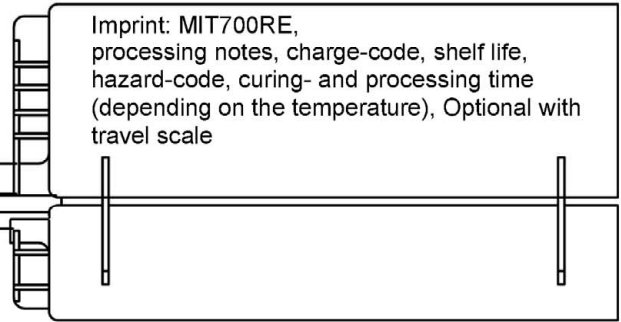 Imprint: MIT700RE,
processing notes, charge-code, shelf life,
hazard-code, curing- and processing time
(depending on the temperature), Optional with
travel scale